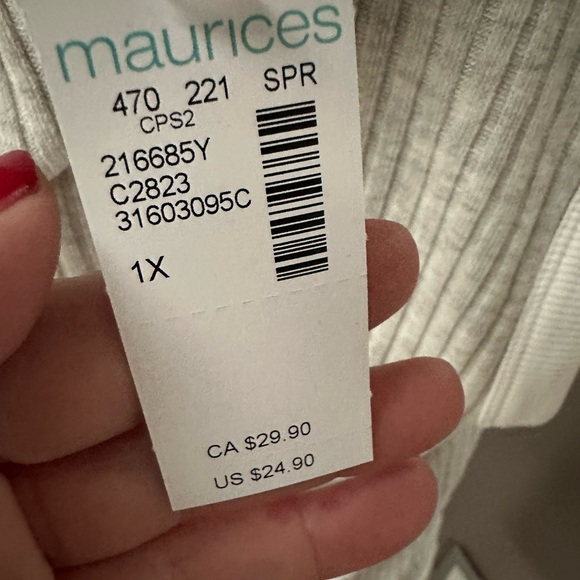 maurices
470 221 SPR
CPS2
216685Y
C2823
31603095C
1X
CA $29.90
US $24.90